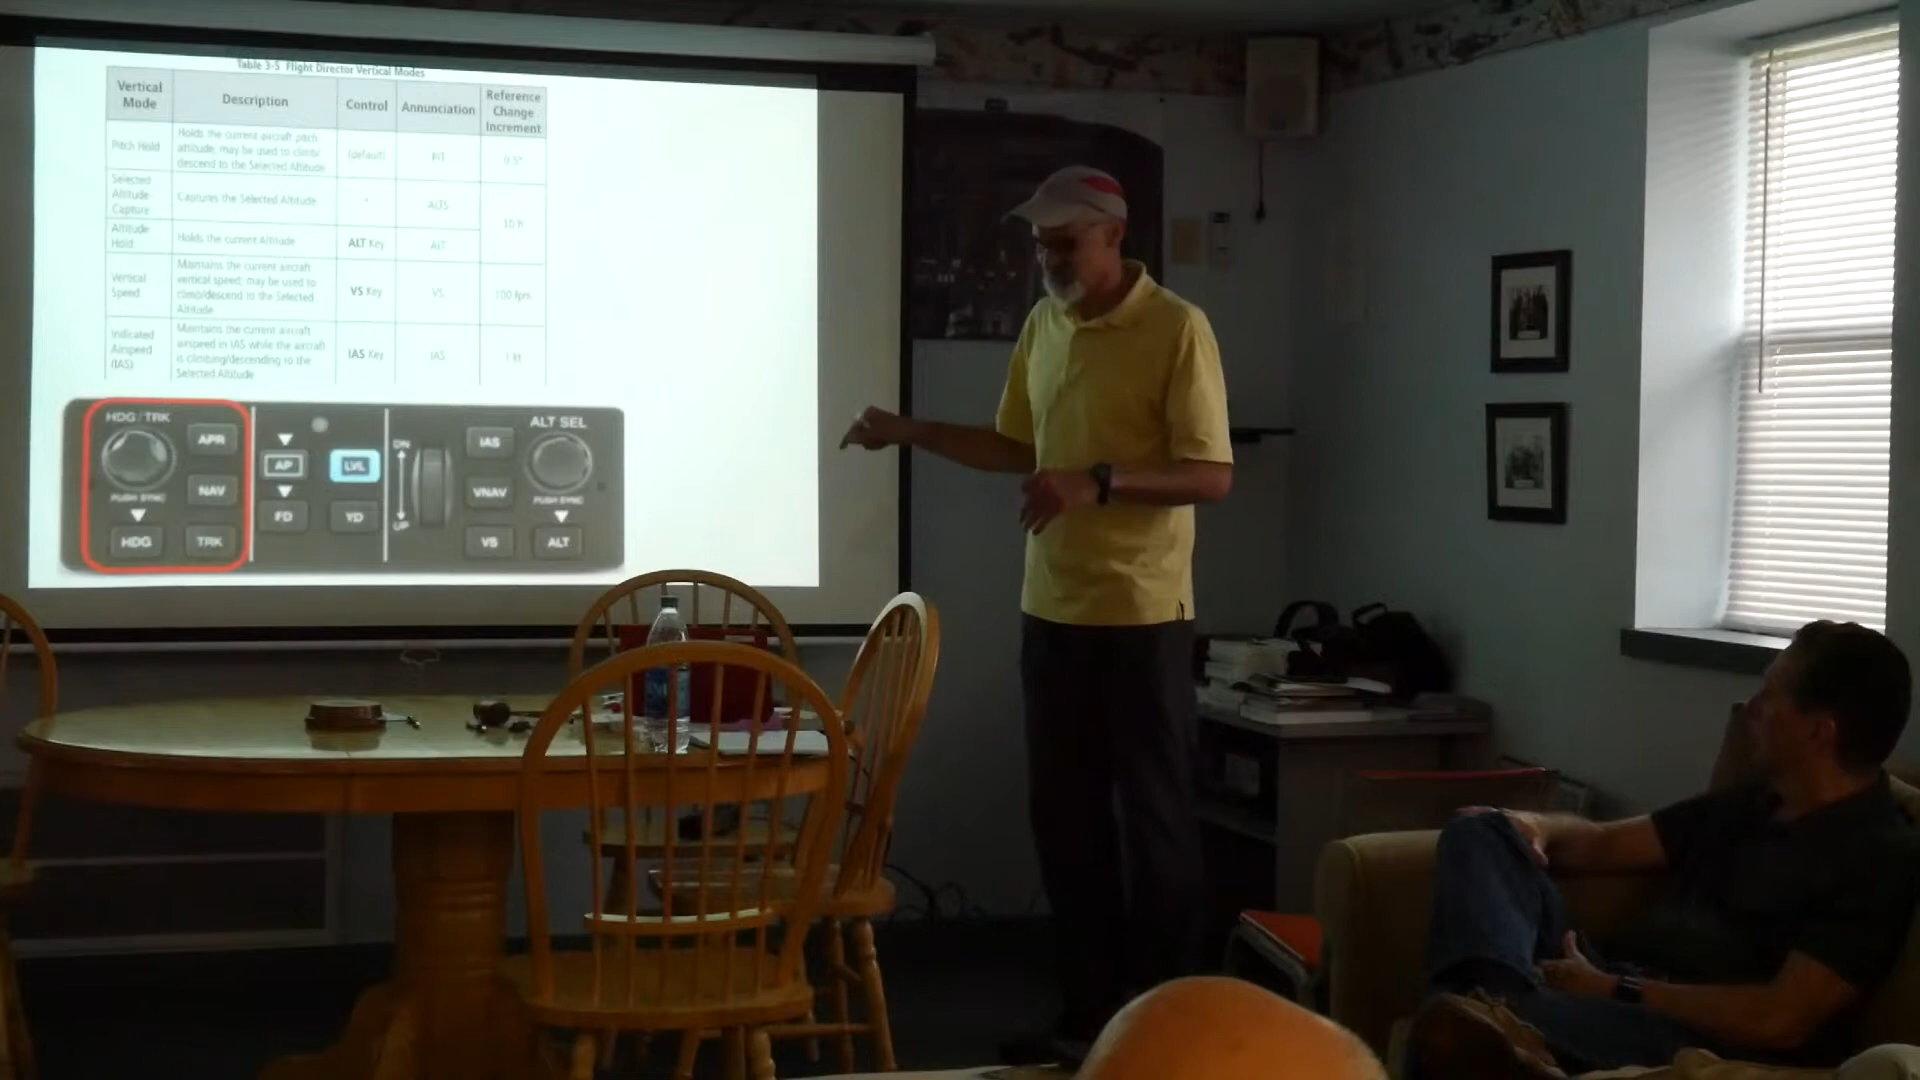 Table 3-5 Flight Director Vertical Modes
Vertical Mode
Description
Control
Annunciation
Reference Change Increment
Pitch Hold
Holds the current aircraft pitch
attitude; may be used to climb/
descend to the Selected Altitude
(default)
PIT
0.5°
Selected
Altitude
Capture
Captures the Selected Altitude
*
ALTS
10 ft
Altitude
Hold
Holds the current Altitude
ALT Key
ALT
Vertical
Speed
Maintains the current aircraft
vertical speed; may be used to
climb/descend to the Selected
Altitude
VS Key
VS
100 fpm
Indicated
Airspeed
(IAS)
Maintains the current aircraft
airspeed in IAS while the aircraft
is climbing/descending to the
Selected Altitude
IAS Key
IAS
1 kt
HDG/TRK
APR
PUSH SYNC
NAV
HDG
TRK
AP
LVL
FD
YD
DN
UP
IAS
VNAV
VS
ALT SEL
PUSH SYNC
ALT